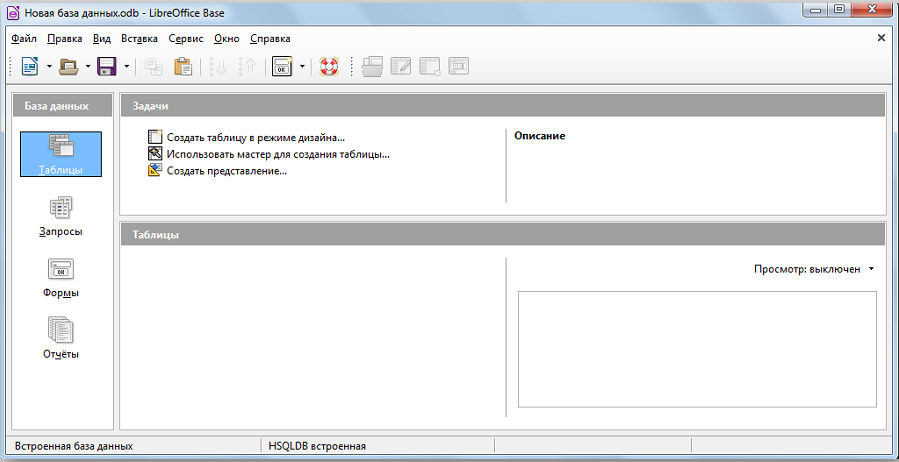 Новая база данных.odb - LibreOffice Base
Файл Правка Вид Вставка Сервис Окно Справка
База данных
Таблицы
Запросы
Формы
Отчёты
Задачи
Создать таблицу в режиме дизайна...
Использовать мастер для создания таблицы...
Создать представление...
Описание
Таблицы
Просмотр: выключен
Встроенная база данных
HSQLDB встроенная